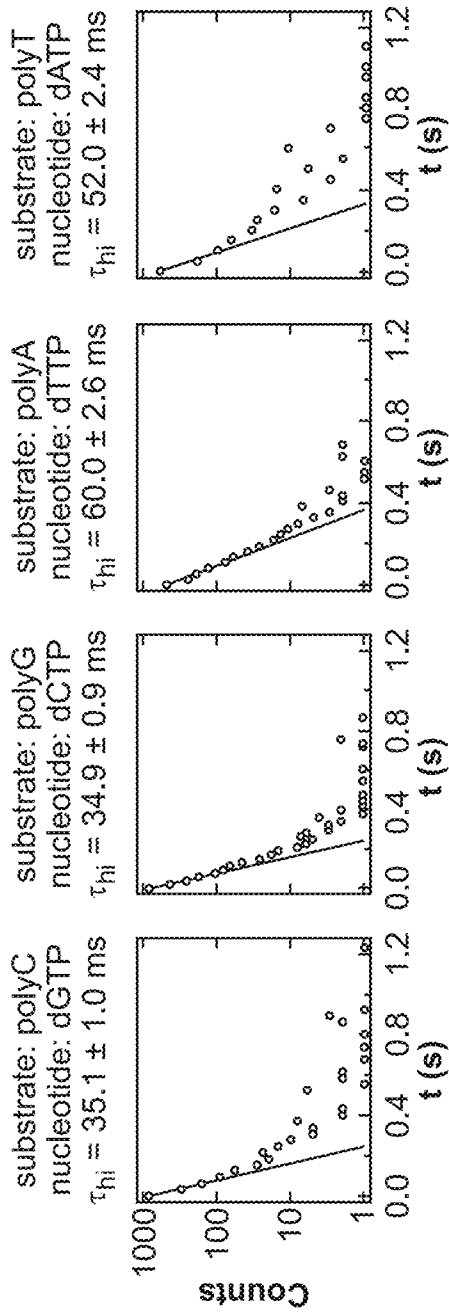 substrate: polyC
nucleotide: dGTP
τhi = 35.1 ± 1.0 ms
substrate: polyG
nucleotide: dCTP
τhi = 34.9 ± 0.9 ms
substrate: polyA
nucleotide: dTTP
τhi = 60.0 ± 2.6 ms
substrate: polyT
nucleotide: dATP
τhi = 52.0 ± 2.4 ms
Counts
1000
100
10
1
0.0 0.4 0.8 1.2
t (s)
0.0 0.4 0.8 1.2
t (s)
0.0 0.4 0.8 1.2
t (s)
0.0 0.4 0.8 1.2
t (s)